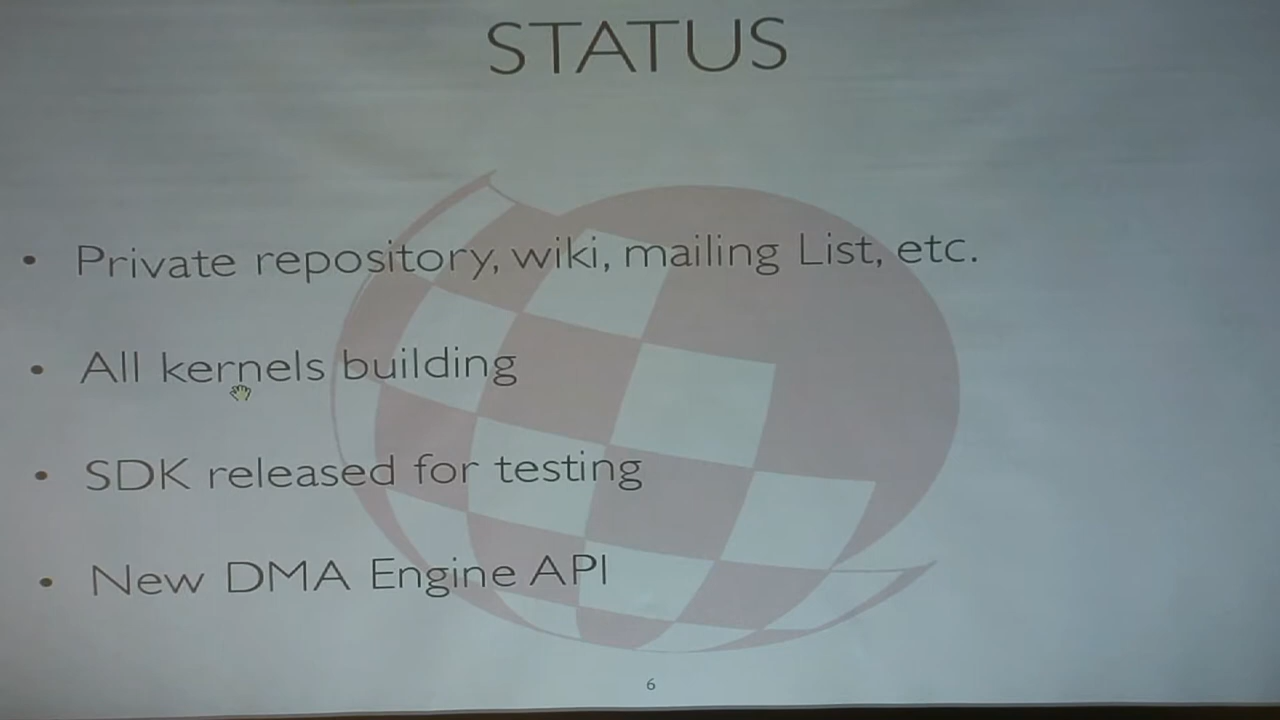 STATUS
• Private repository, wiki, mailing List, etc.
• All kernels building
• SDK released for testing
• New DMA Engine API
6